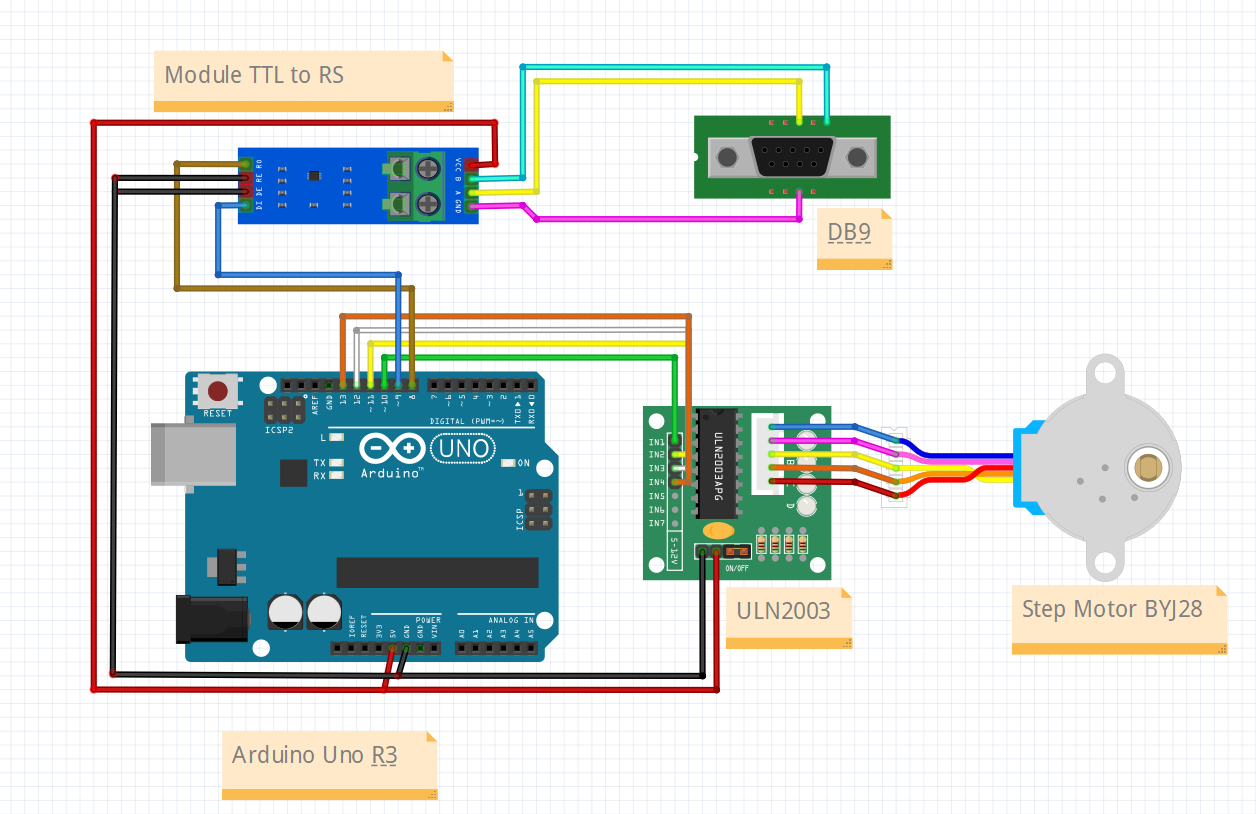 Module TTL to RS
RO
RE
DE
DI
VCC
B
A
GND
DB9
RESET
ICSP2
AREF
GND
13
12
~11
~10
~9
8
7
~6
~5
4
~3
2
TXD▶1
RXD◀0
DIGITAL (PWM=~)
L
TX
RX
Arduino™
UNO
ON
1
ICSP
IOREF
RESET
3V3
5V
GND
GND
VIN
POWER
ANALOG IN
A0
A1
A2
A3
A4
A5
IN1
IN2
IN3
IN4
IN5
IN6
IN7
ULN2003APG
B
D
5-12V
ON/OFF
ULN2003
Step Motor BYJ28
Arduino Uno R3